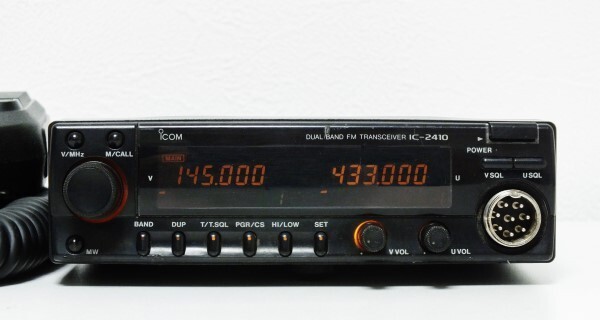 ICOM
DUAL BAND FM TRANSCEIVER IC-2410
V/MHz M/CALL
POWER
MAIN
V 145.000 433.000 U
V SQL U SQL
BAND DUP T/T.SQL PGR/CS HI/LOW SET
MW
V VOL U VOL